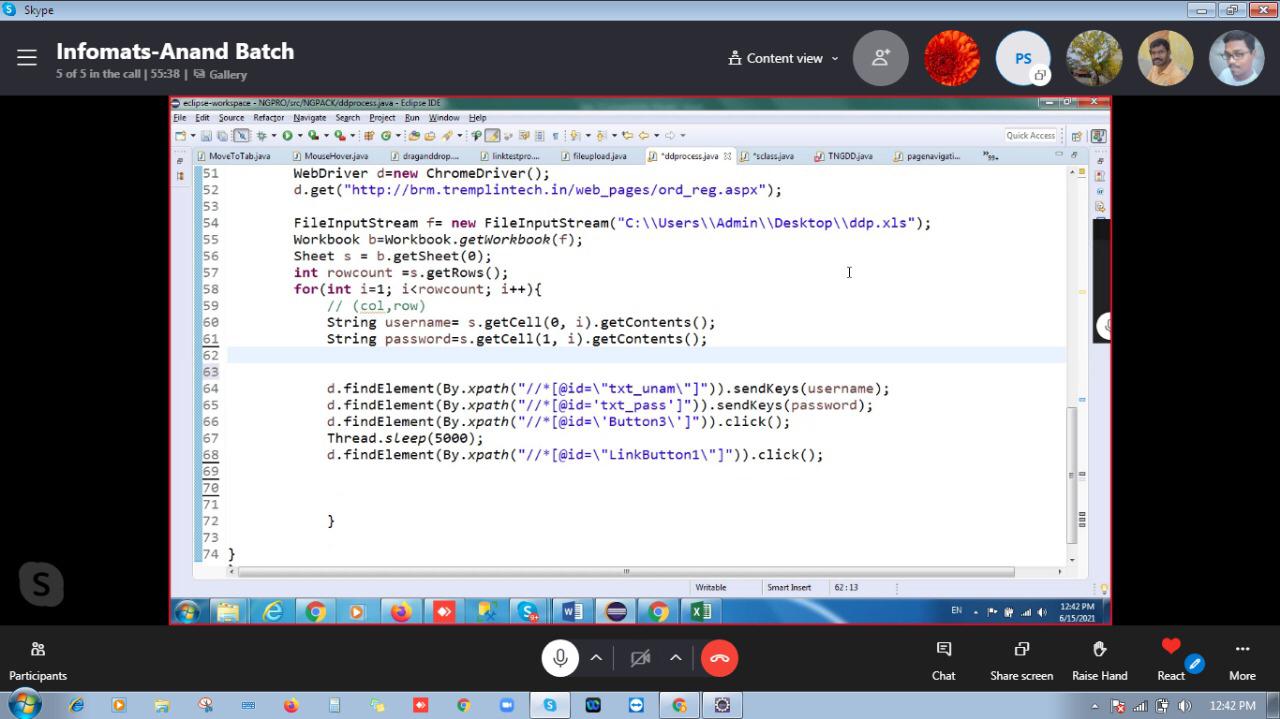 Skype
Infomats-Anand Batch
5 of 5 in the call | 55:38 | Gallery
Content view
PS
eclipse-workspace - NGPRO/src/NGPACK/ddprocess.java - Eclipse IDE
File Edit Source Refactor Navigate Search Project Run Window Help
Quick Access
MoveToTab.java MouseHover.java draganddrop.... linktestpro.... fileupload.java *ddprocess.java *sclass.java TNGDD.java pagenavigati... »99
51 WebDriver d=new ChromeDriver();
52 d.get("http://brm.tremplintech.in/web_pages/ord_reg.aspx");
53
54 FileInputStream f= new FileInputStream("C:\\Users\\Admin\\Desktop\\ddp.xls");
55 Workbook b=Workbook.getWorkbook(f);
56 Sheet s = b.getSheet(0);
57 int rowcount =s.getRows();
58 for(int i=1; i<rowcount; i++){
59 // (col,row)
60 String username= s.getCell(0, i).getContents();
61 String password=s.getCell(1, i).getContents();
62
63
64 d.findElement(By.xpath("//*[@id=\"txt_unam\"]")).sendKeys(username);
65 d.findElement(By.xpath("//*[@id='txt_pass']")).sendKeys(password);
66 d.findElement(By.xpath("//*[@id=\'Button3\']")).click();
67 Thread.sleep(5000);
68 d.findElement(By.xpath("//*[@id=\"LinkButton1\"]")).click();
69
70
71
72 }
73
74 }
Writable Smart Insert 62:13
EN 12:42 PM
6/15/2021
Participants Chat Share screen Raise Hand React More
12:42 PM